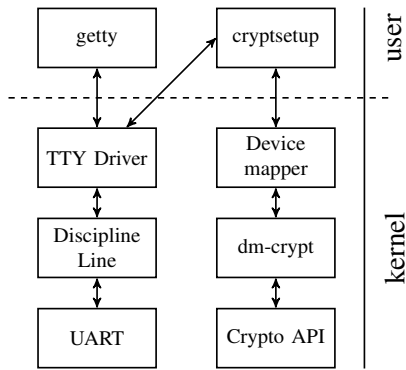 getty
cryptsetup
user
TTY Driver
Device
mapper
Discipline
Line
dm-crypt
kernel
UART
Crypto API